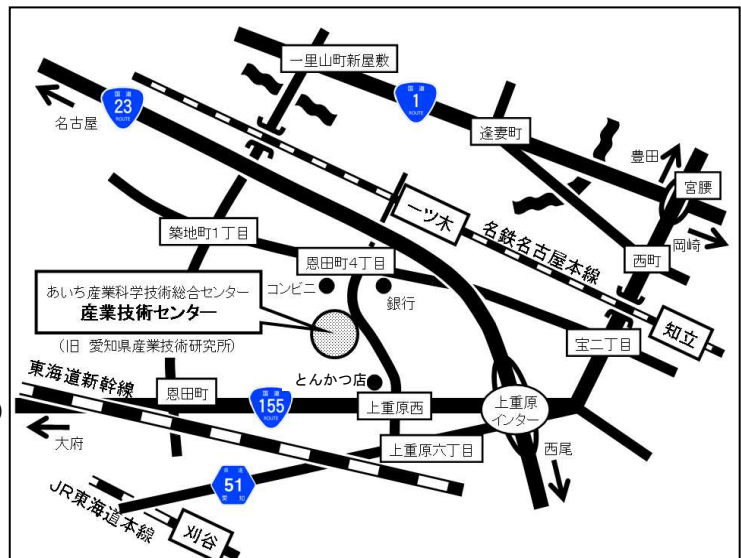 一里山町新屋敷
国道
23
ROUTE
国道
1
ROUTE
名古屋
逢妻町
豊田
宮腰
一ツ木
名鉄名古屋本線
岡崎
築地町1丁目
西町
恩田町4丁目
あいち産業科学技術総合センター
産業技術センター
コンビニ
銀行
知立
(旧 愛知県産業技術研究所)
宝二丁目
東海道新幹線
とんかつ店
恩田町
国道
155
ROUTE
上重原西
上重原
インター
大府
上重原六丁目
西尾
県道
51
愛知
JR東海道本線
刈谷
)